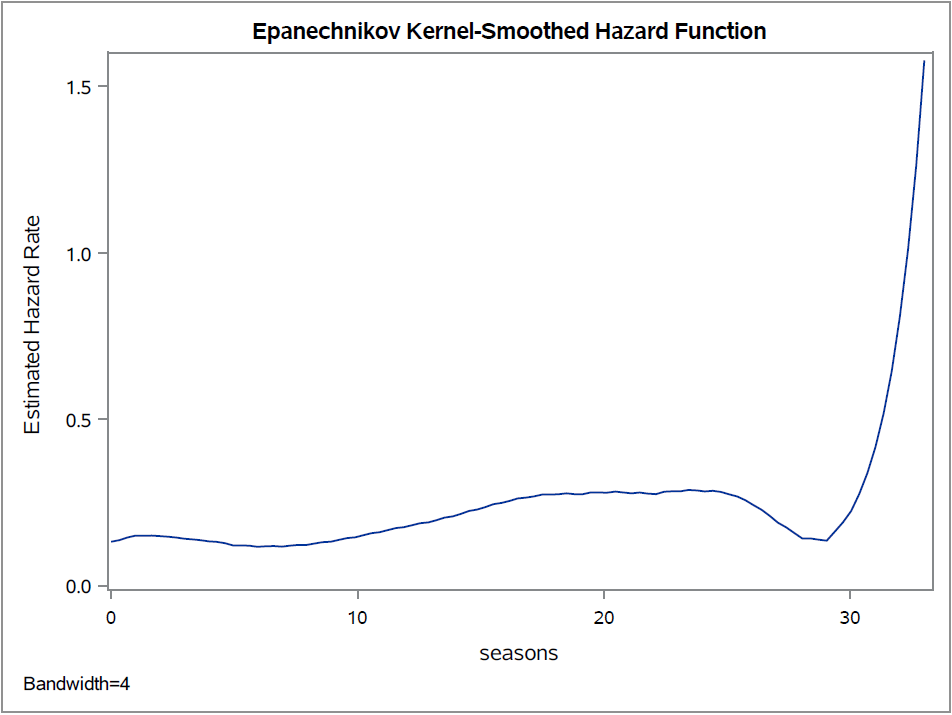 Epanechnikov Kernel-Smoothed Hazard Function
1.5
1.0
0.5
0.0
Estimated Hazard Rate
0 10 20 30
seasons
Bandwidth=4